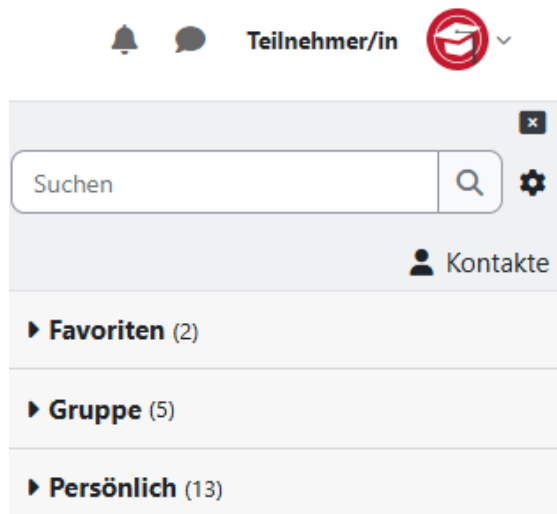 Teilnehmer/in
Suchen
Kontakte
Favoriten (2)
Gruppe (5)
Persönlich (13)